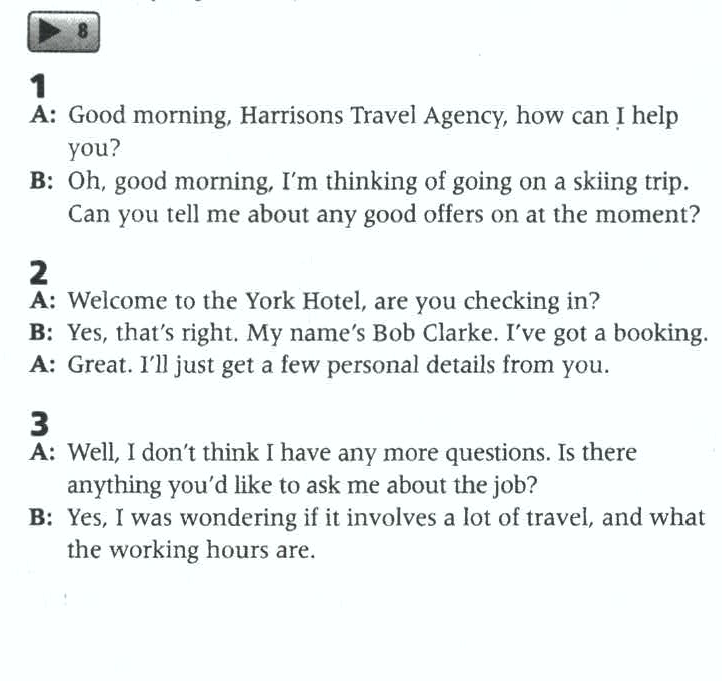 8
1
A: Good morning, Harrisons Travel Agency, how can I help
you?
B: Oh, good morning, I'm thinking of going on a skiing trip.
Can you tell me about any good offers on at the moment?
2
A: Welcome to the York Hotel, are you checking in?
B: Yes, that's right. My name's Bob Clarke. I've got a booking.
A: Great. I'll just get a few personal details from you.
3
A: Well, I don't think I have any more questions. Is there
anything you'd like to ask me about the job?
B: Yes, I was wondering if it involves a lot of travel, and what
the working hours are.